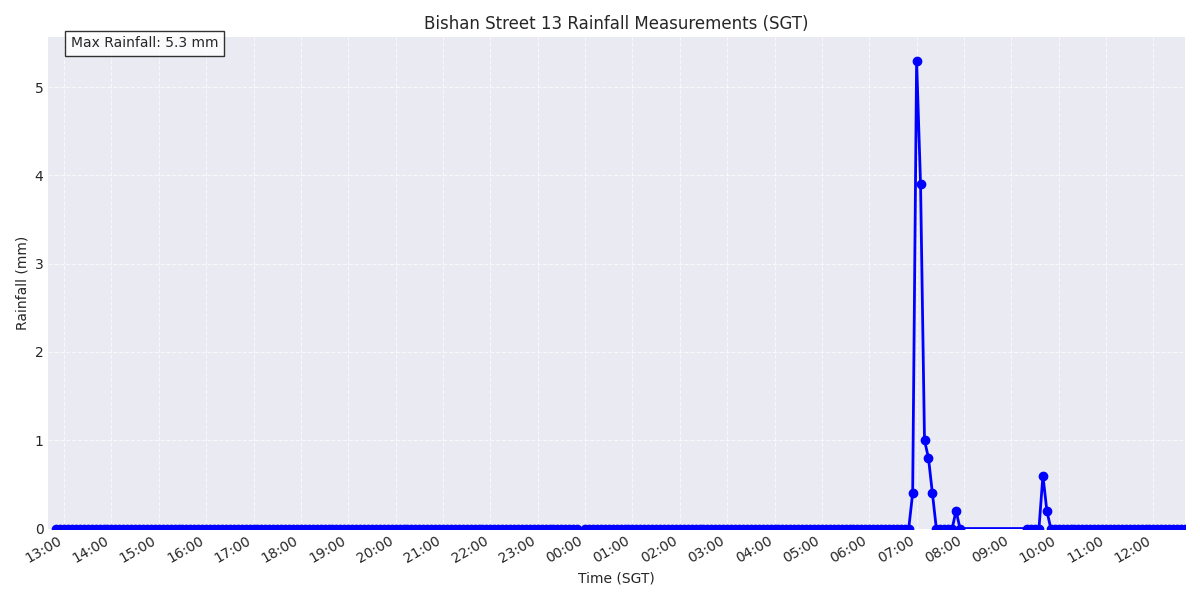 Bishan Street 13 Rainfall Measurements (SGT)
Max Rainfall: 5.3 mm
Rainfall (mm)
5
4
3
2
1
0
13:00 14:00 15:00 16:00 17:00 18:00 19:00 20:00 21:00 22:00 23:00 00:00 01:00 02:00 03:00 04:00 05:00 06:00 07:00 08:00 09:00 10:00 11:00 12:00
Time (SGT)